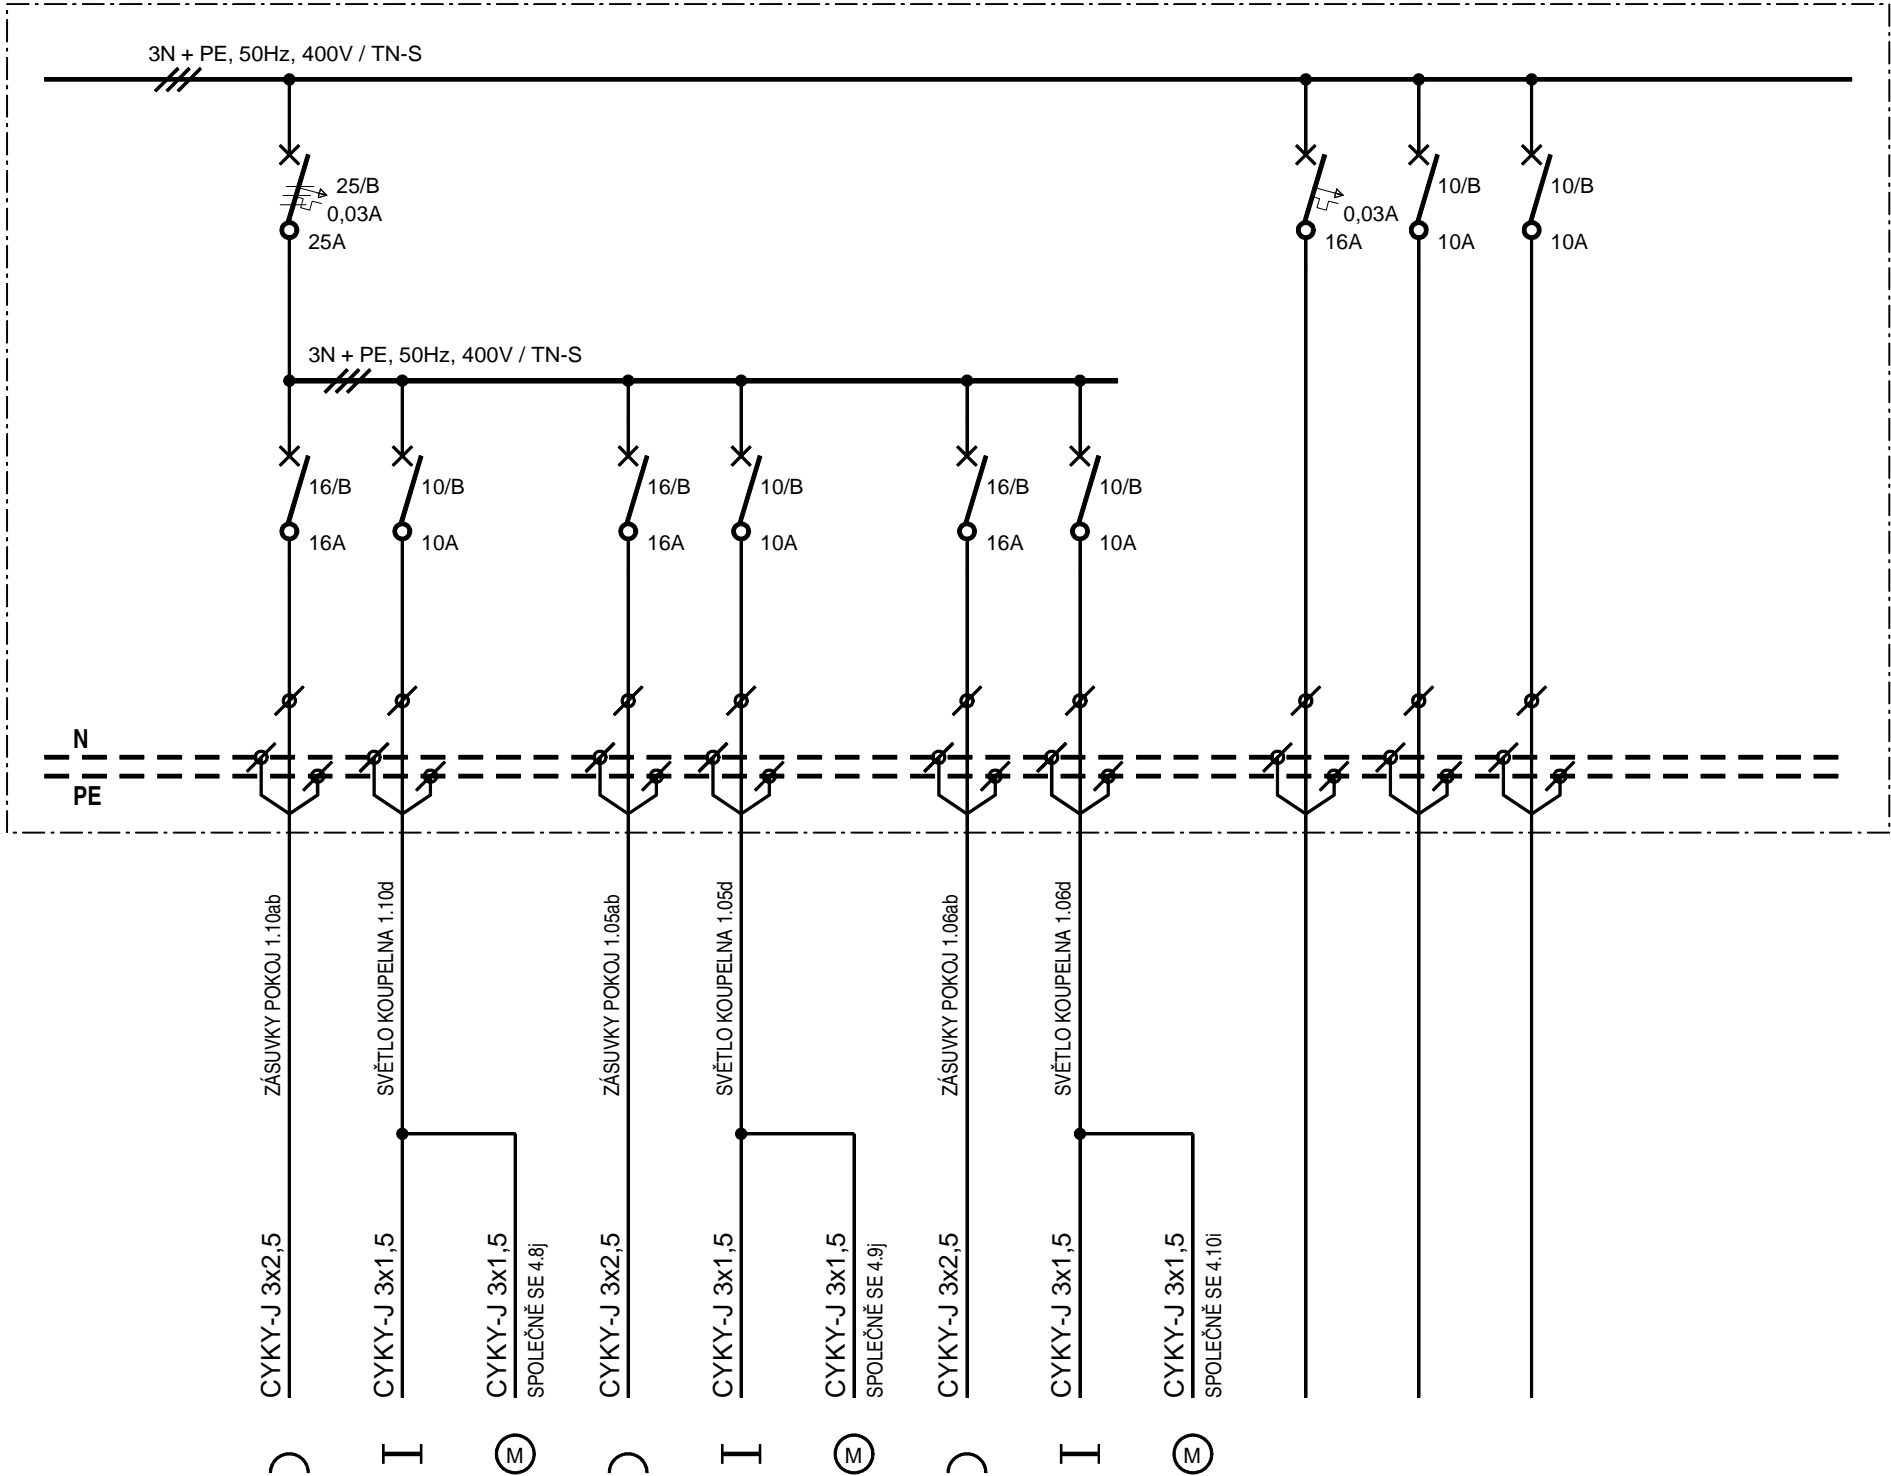 3N + PE, 50Hz, 400V / TN-S
25/B
0,03A
25A
0,03A
16A
10/B
10A
10/B
10A
3N + PE, 50Hz, 400V / TN-S
16/B
16A
10/B
10A
16/B
16A
10/B
10A
16/B
16A
10/B
10A
N
PE
ZÁSUVKY POKOJ 1.10ab
SVĚTLO KOUPELNA 1.10d
ZÁSUVKY POKOJ 1.05ab
SVĚTLO KOUPELNA 1.05d
ZÁSUVKY POKOJ 1.06ab
SVĚTLO KOUPELNA 1.06d
CYKY-J 3x2,5
CYKY-J 3x1,5
CYKY-J 3x1,5
SPOLEČNĚ SE 4.8j
CYKY-J 3x2,5
CYKY-J 3x1,5
CYKY-J 3x1,5
SPOLEČNĚ SE 4.9j
CYKY-J 3x2,5
CYKY-J 3x1,5
CYKY-J 3x1,5
SPOLEČNĚ SE 4.10i
M
M
M